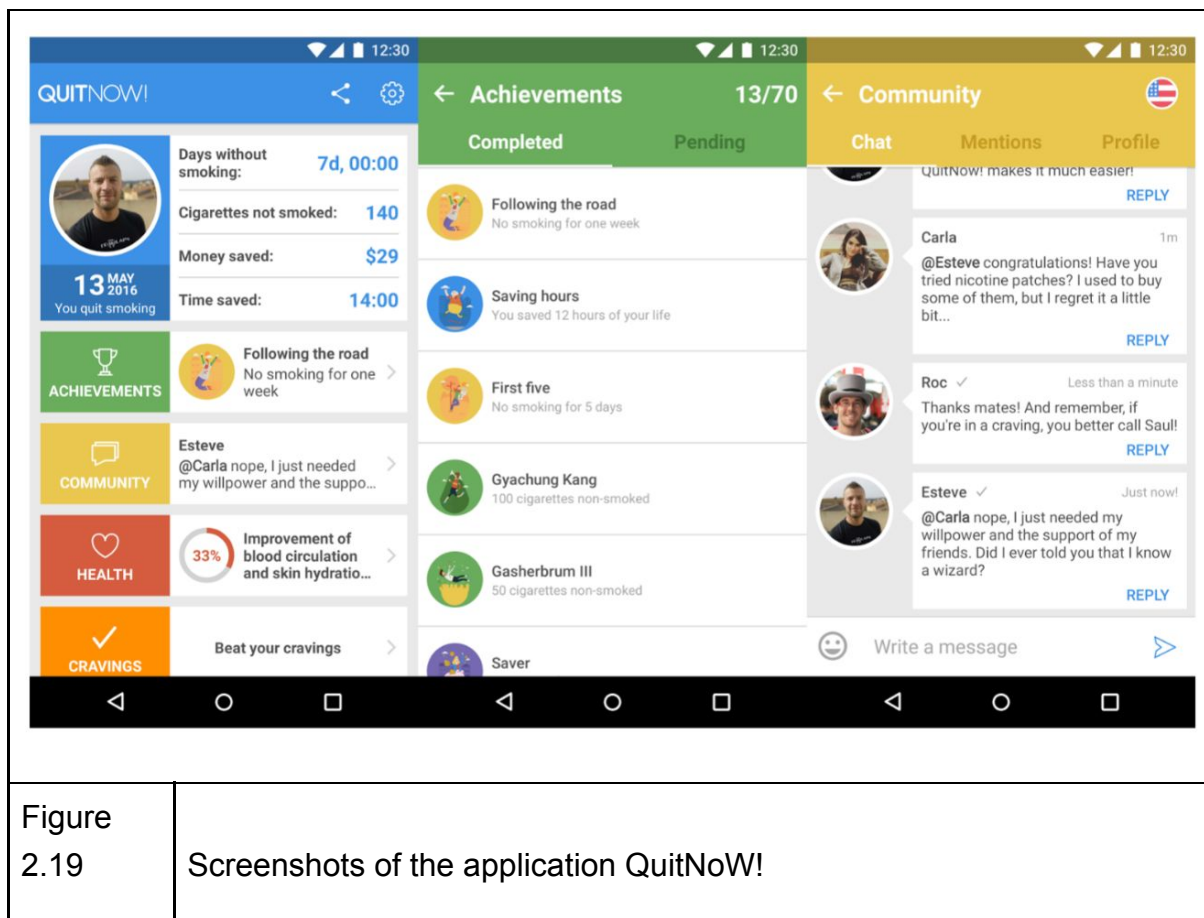 12:30
QUITNOW!
Days without
smoking:
7d, 00:00
Cigarettes not smoked:
140
Money saved:
$29
Time saved:
14:00
13 MAY
2016
You quit smoking
ACHIEVEMENTS
Following the road
No smoking for one
week
COMMUNITY
Esteve
@Carla nope, I just needed
my willpower and the suppo...
HEALTH
33%
Improvement of
blood circulation
and skin hydratio...
CRAVINGS
Beat your cravings
12:30
Achievements
13/70
Completed
Pending
Following the road
No smoking for one week
Saving hours
You saved 12 hours of your life
First five
No smoking for 5 days
Gyachung Kang
100 cigarettes non-smoked
Gasherbrum III
50 cigarettes non-smoked
Saver
12:30
Community
Chat
Mentions
Profile
QuitNow! makes it much easier!
REPLY
Carla
1m
@Esteve congratulations! Have you
tried nicotine patches? I used to buy
some of them, but I regret it a little
bit...
REPLY
Roc
Less than a minute
Thanks mates! And remember, if
you're in a craving, you better call Saul!
REPLY
Esteve
Just now!
@Carla nope, I just needed my
willpower and the support of my
friends. Did I ever told you that I know
a wizard?
REPLY
Write a message
Figure
2.19
Screenshots of the application QuitNoW!